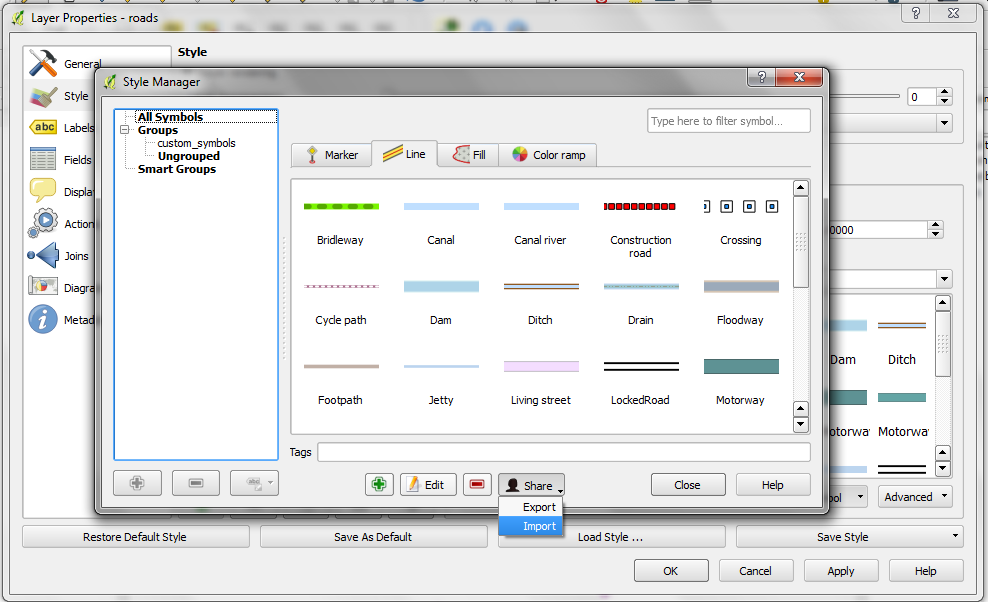 Layer Properties - roads
General
Style
abc Labels
Fields
Displa
Action
Joins
Diagra
Metad
Style
0
0000
Dam
Ditch
otorwa
Motorwa
ool
Advanced
Style Manager
All Symbols
Groups
custom_symbols
Ungrouped
Smart Groups
Type here to filter symbol...
Marker
Line
Fill
Color ramp
Bridleway
Canal
Canal river
Construction
road
Crossing
Cycle path
Dam
Ditch
Drain
Floodway
Footpath
Jetty
Living street
LockedRoad
Motorway
Tags
Edit
Share
Close
Help
Export
Import
Restore Default Style
Save As Default
Load Style ...
Save Style
OK
Cancel
Apply
Help